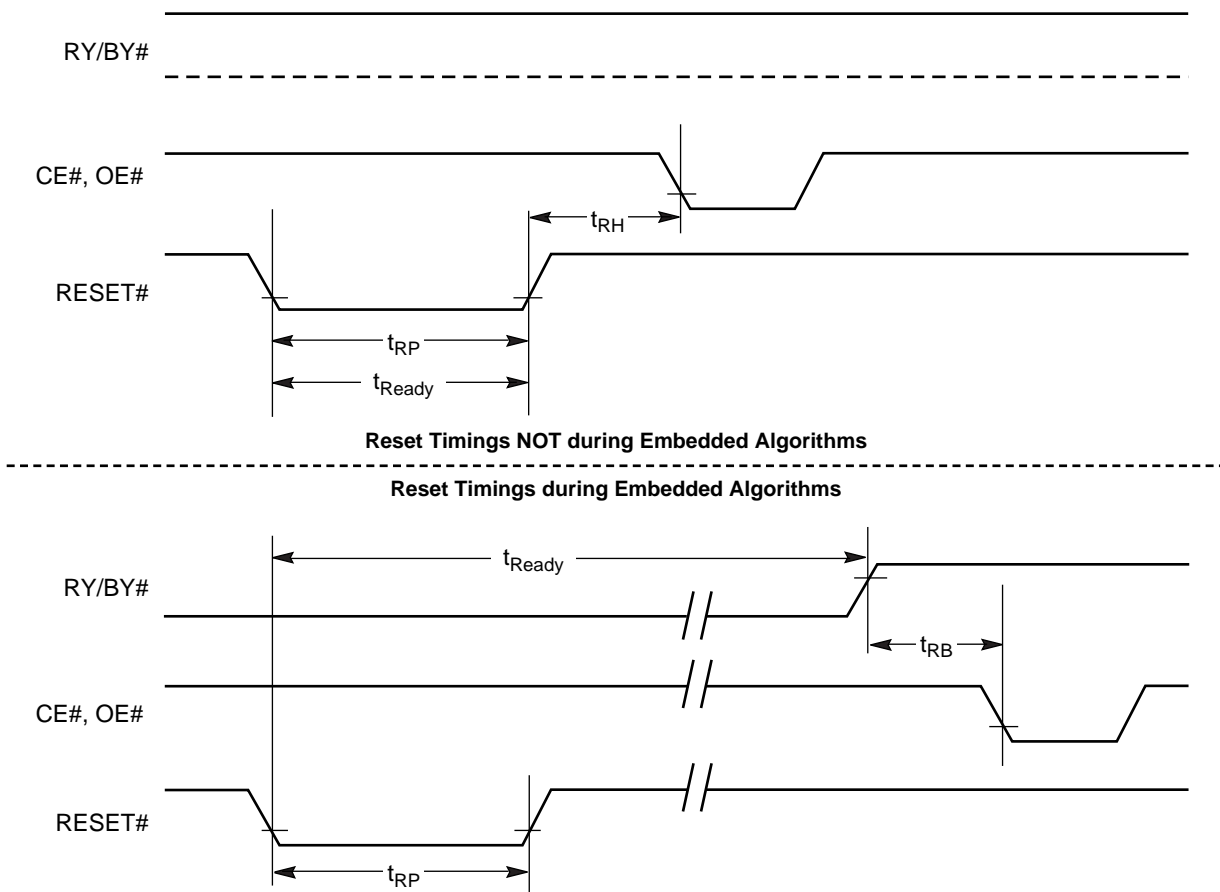 RY/BY#
CE#, OE#
tRH
RESET#
tRP
tReady
Reset Timings NOT during Embedded Algorithms
Reset Timings during Embedded Algorithms
tReady
RY/BY#
tRB
CE#, OE#
RESET#
tRP